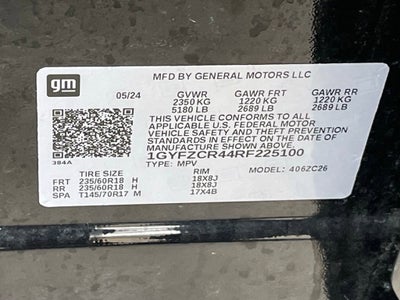 gm
MFD BY GENERAL MOTORS LLC
05/24 GVWR GAWR FRT GAWR RR
2350 KG 1220 KG 1220 KG
5180 LB 2689 LB 2689 LB
THIS VEHICLE CONFORMS TO ALL
APPLICABLE U.S. FEDERAL MOTOR
VEHICLE SAFETY AND THEFT PREVENTION
STANDARDS IN EFFECT ON THE DATE OF
MANUFACTURE SHOWN ABOVE.
1GYFZCR44RF225100
384A TYPE: MPV MODEL: 406ZC26
TIRE SIZE RIM
FRT 235/60R18 H 18X8J
RR 235/60R18 H 18X8J
SPA T145/70R17 M 17X4B